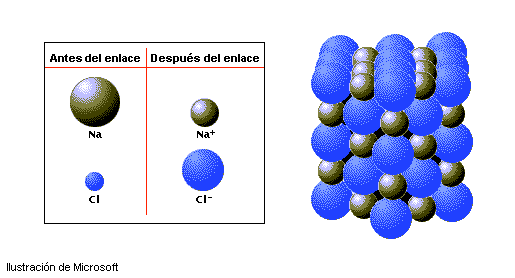 Antes del enlace Después del enlace
Na Na⁺
Cl Cl⁻
Ilustración de Microsoft